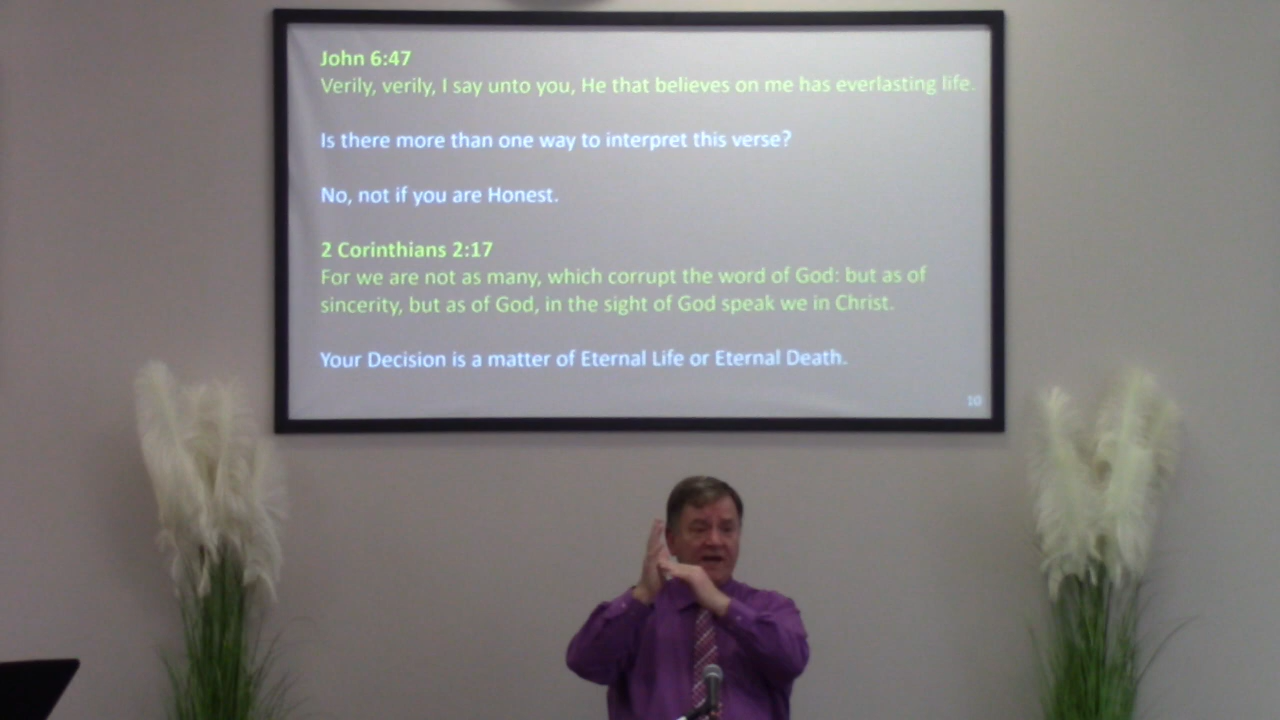 John 6:47
Verily, verily, I say unto you, He that believes on me has everlasting life.
Is there more than one way to interpret this verse?
No, not if you are Honest.
2 Corinthians 2:17
For we are not as many, which corrupt the word of God: but as of
sincerity, but as of God, in the sight of God speak we in Christ.
Your Decision is a matter of Eternal Life or Eternal Death.
10